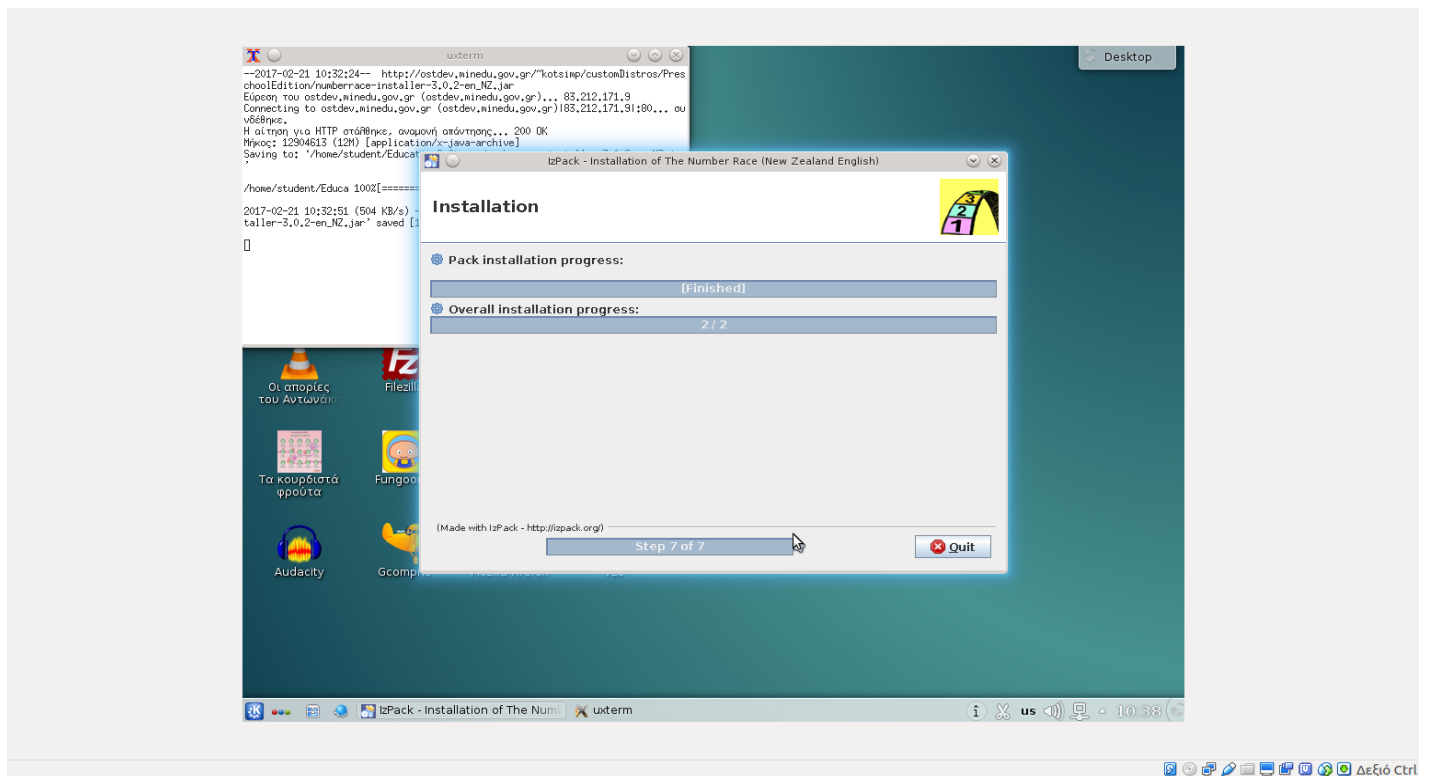 uxterm
--2017-02-21 10:32:24-- http://ostdev.minedu.gov.gr/~kotsimp/customDistros/Pres
choolEdition/numberrace-installer-3.0.2-en_NZ.jar
Εύρεση του ostdev.minedu.gov.gr (ostdev.minedu.gov.gr)... 83.212.171.9
Connecting to ostdev.minedu.gov.gr (ostdev.minedu.gov.gr)|83.212.171.9|:80... συ
νδέθηκε.
Η αίτηση για HTTP στάλθηκε, αναμονή απάντησης... 200 OK
Μήκος: 12904613 (12M) [application/x-java-archive]
Saving to: '/home/student/Educat
'
/home/student/Educa 100%[=======
2017-02-21 10:32:51 (504 KB/s) -
taller-3.0.2-en_NZ.jar' saved [1
Desktop
IzPack - Installation of The Number Race (New Zealand English)
Installation
3
2
1
Pack installation progress:
[Finished]
Overall installation progress:
2 / 2
(Made with IzPack - http://izpack.org/)
Step 7 of 7
Quit
Οι απορίες
του Αντωνάκη
Filezill
Τα κουρδιστά
φρούτα
Fungoo
Audacity
Gcompris
IzPack - Installation of The Num
uxterm
us
10:38
Δεξιό Ctrl